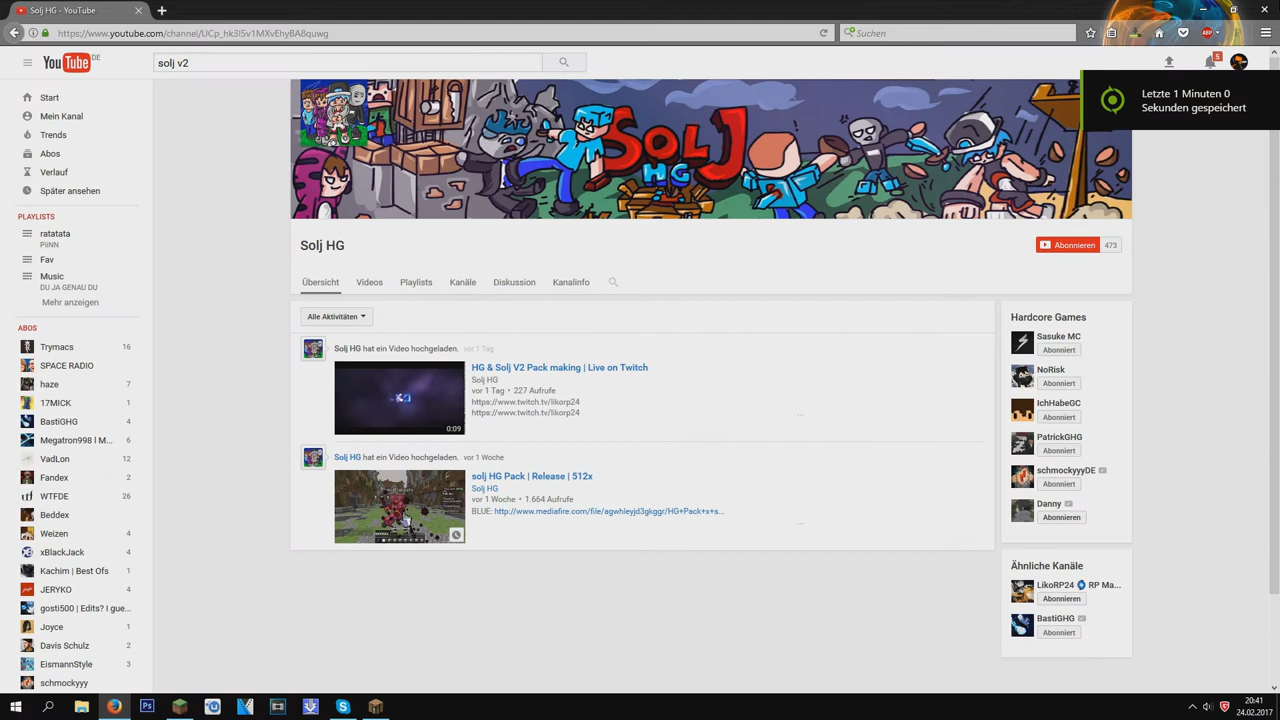 Solj HG - YouTube
https://www.youtube.com/channel/UCp_hk3i5v1MXvEhyBA8quwg
Suchen
ABP
YouTube DE
solj v2
5
Letzte 1 Minuten 0
Sekunden gespeichert
Start
Mein Kanal
Trends
Abos
Verlauf
Später ansehen
PLAYLISTS
ratatata
PiiNN
Fav
Music
DU JA GENAU DU
Mehr anzeigen
ABOS
Trymacs 16
SPACE RADIO
haze 7
17MICK 1
BastiGHG 4
Megatron998 l M... 6
VadLon 12
Fandex 2
WTFDE 26
Beddex
Weizen 4
xBlackJack 4
Kachim | Best Ofs 1
JERYKO 4
gosti500 | Edits? I gue...
Joyce 1
Davis Schulz 2
EismannStyle 3
schmockyyy
SOLJ
HG
Solj HG
Abonnieren 473
Übersicht Videos Playlists Kanäle Diskussion Kanalinfo
Alle Aktivitäten
Solj HG hat ein Video hochgeladen. vor 1 Tag
HG & Solj V2 Pack making | Live on Twitch
Solj HG
vor 1 Tag • 227 Aufrufe
https://www.twitch.tv/likorp24
https://www.twitch.tv/likorp24
0:09
Solj HG hat ein Video hochgeladen. vor 1 Woche
solj HG Pack | Release | 512x
Solj HG
vor 1 Woche • 1.664 Aufrufe
BLUE: http://www.mediafire.com/file/agwhleyjd3gkggr/HG+Pack+x+s...
Hardcore Games
Sasuke MC
Abonniert
NoRisk
Abonniert
IchHabeGC
Abonniert
PatrickGHG
Abonniert
schmockyyyDE
Abonniert
Danny
Abonnieren
Ähnliche Kanäle
LikoRP24 RP Ma...
Abonnieren
BastiGHG
Abonniert
20:41
24.02.2017